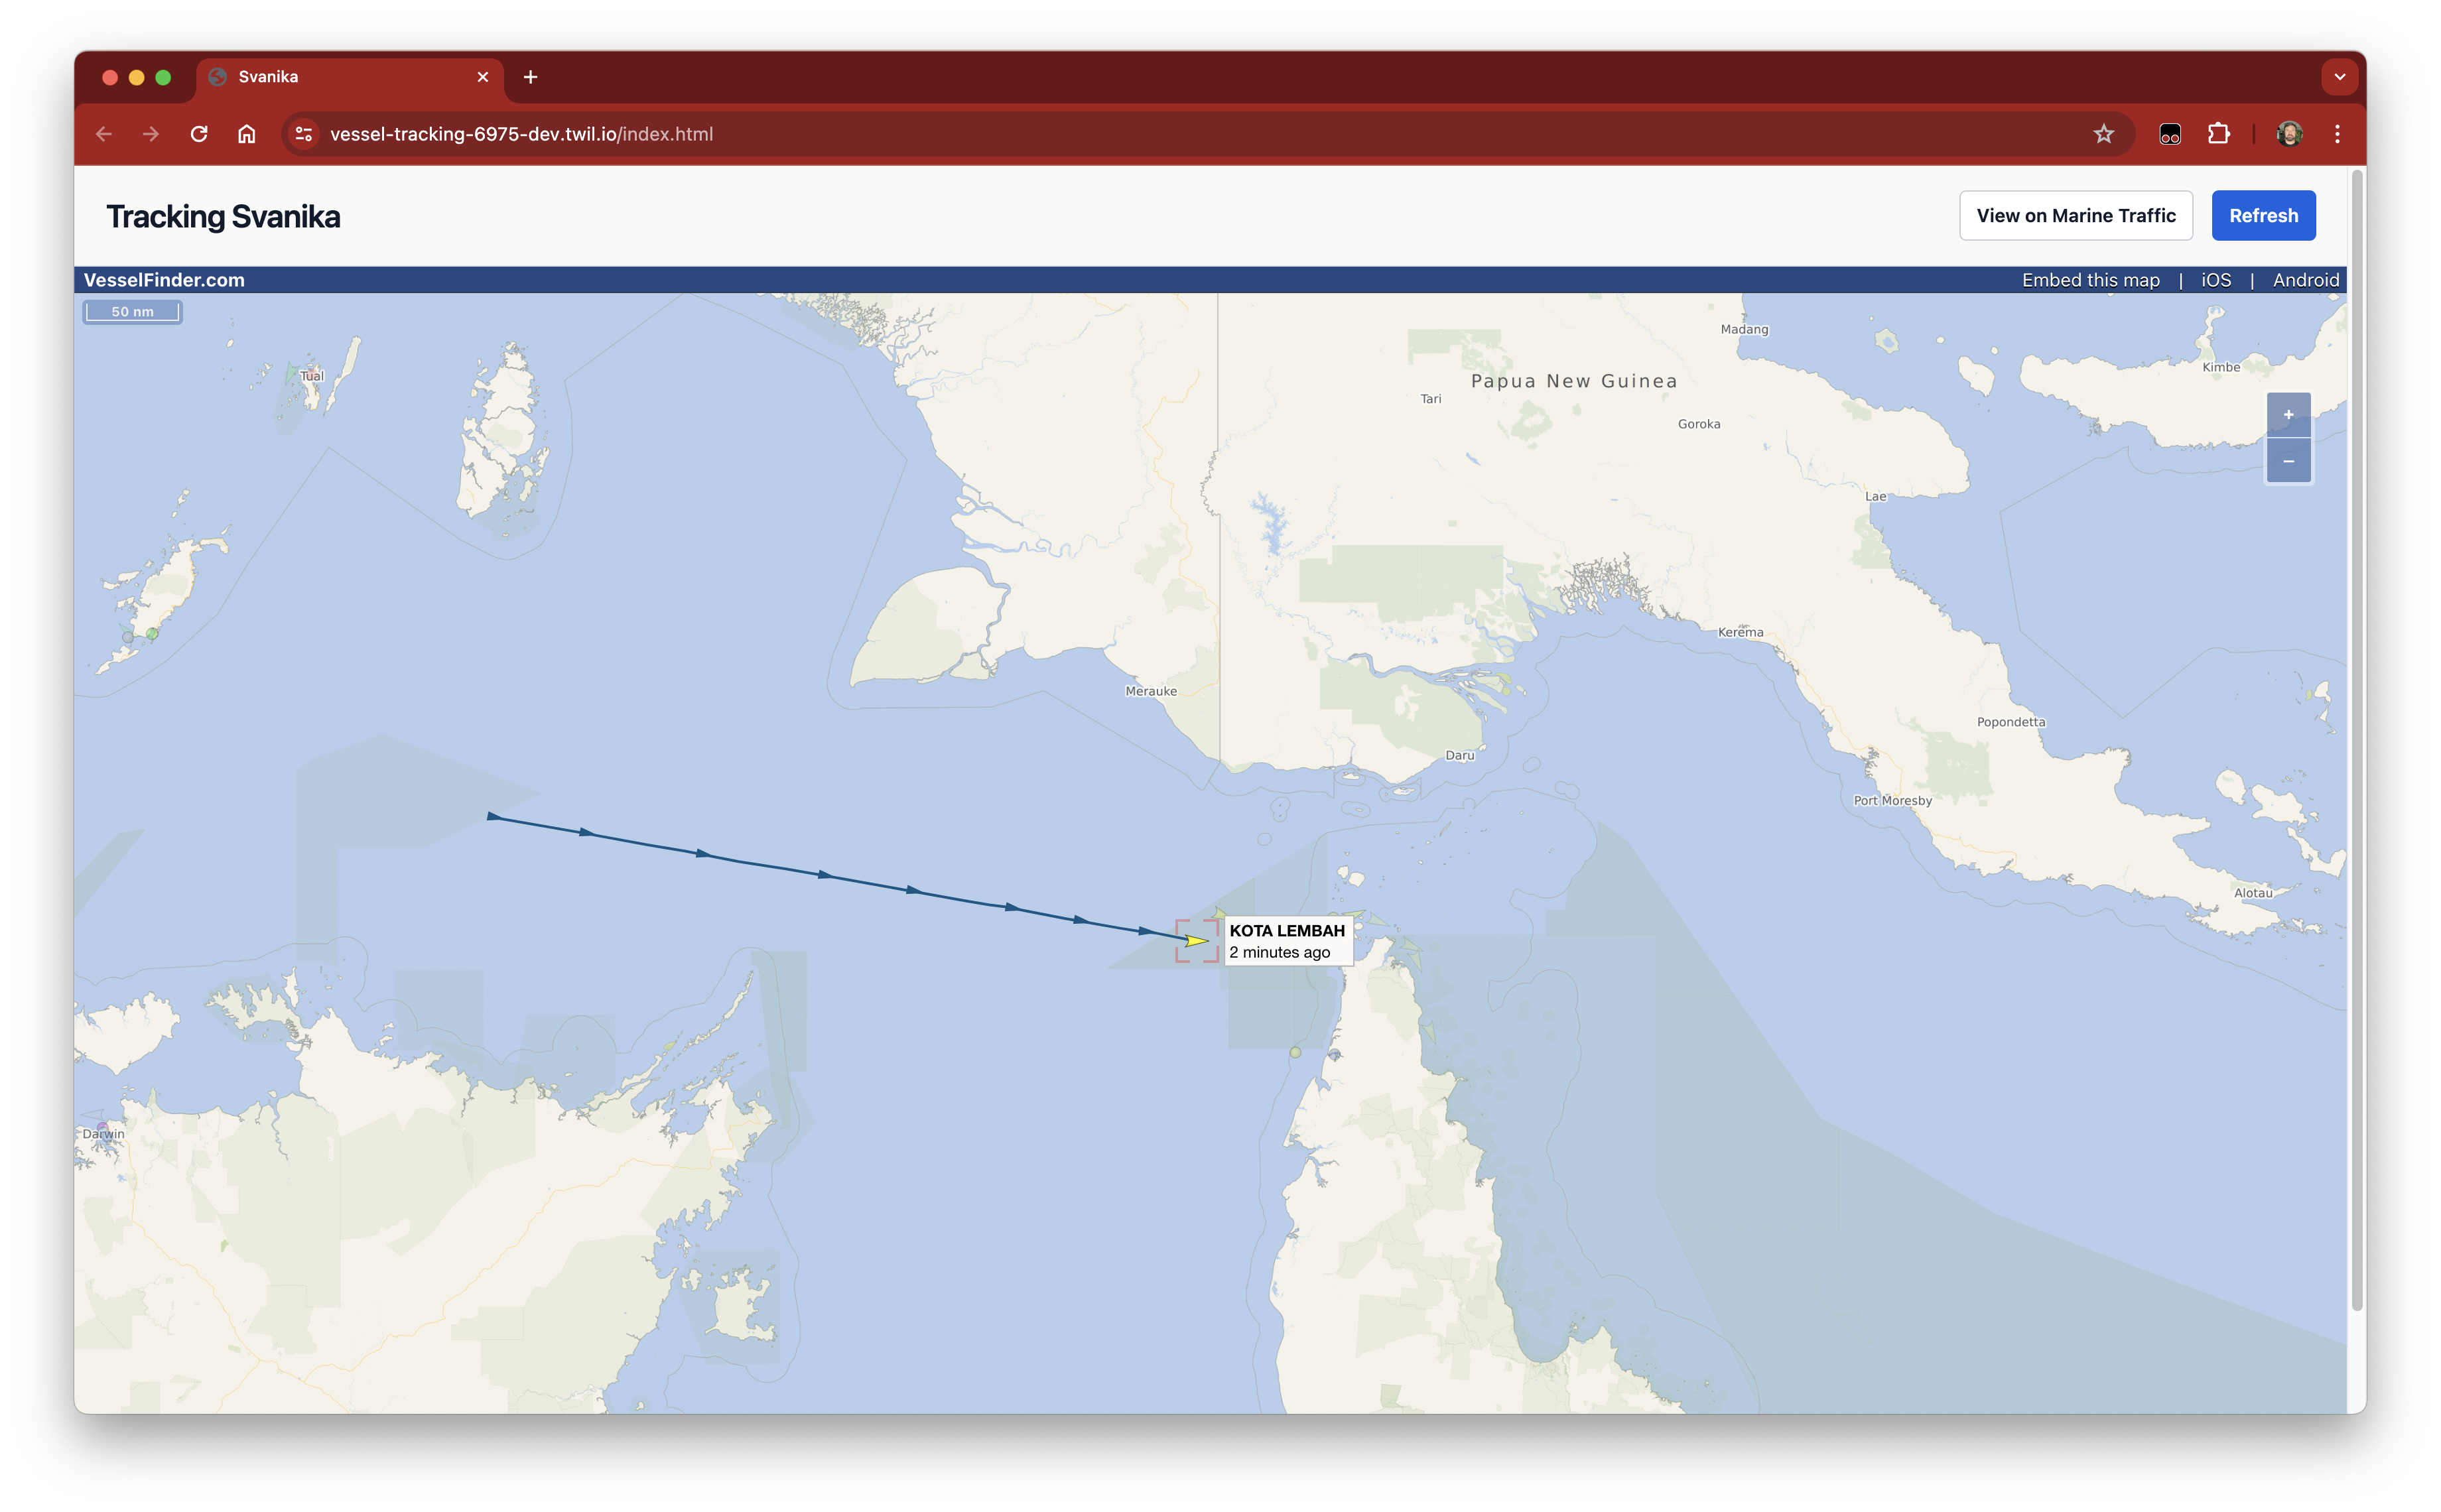 Svanika
vessel-tracking-6975-dev.twil.io/index.html
Tracking Svanika
View on Marine Traffic
Refresh
VesselFinder.com
Embed this map | iOS | Android
50 nm
Madang
Kimbe
Tual
Papua New Guinea
Tari
Goroka
+
−
Lae
Kerema
Merauke
Popondetta
Daru
Port Moresby
Alotau
KOTA LEMBAH
2 minutes ago
Darwin